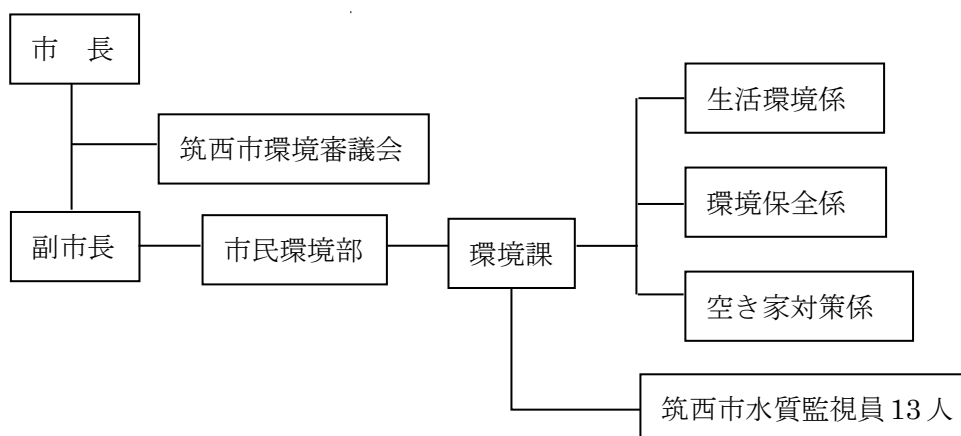 市　長
筑西市環境審議会
副市長
市民環境部
環境課
生活環境係
環境保全係
空き家対策係
筑西市水質監視員 13 人